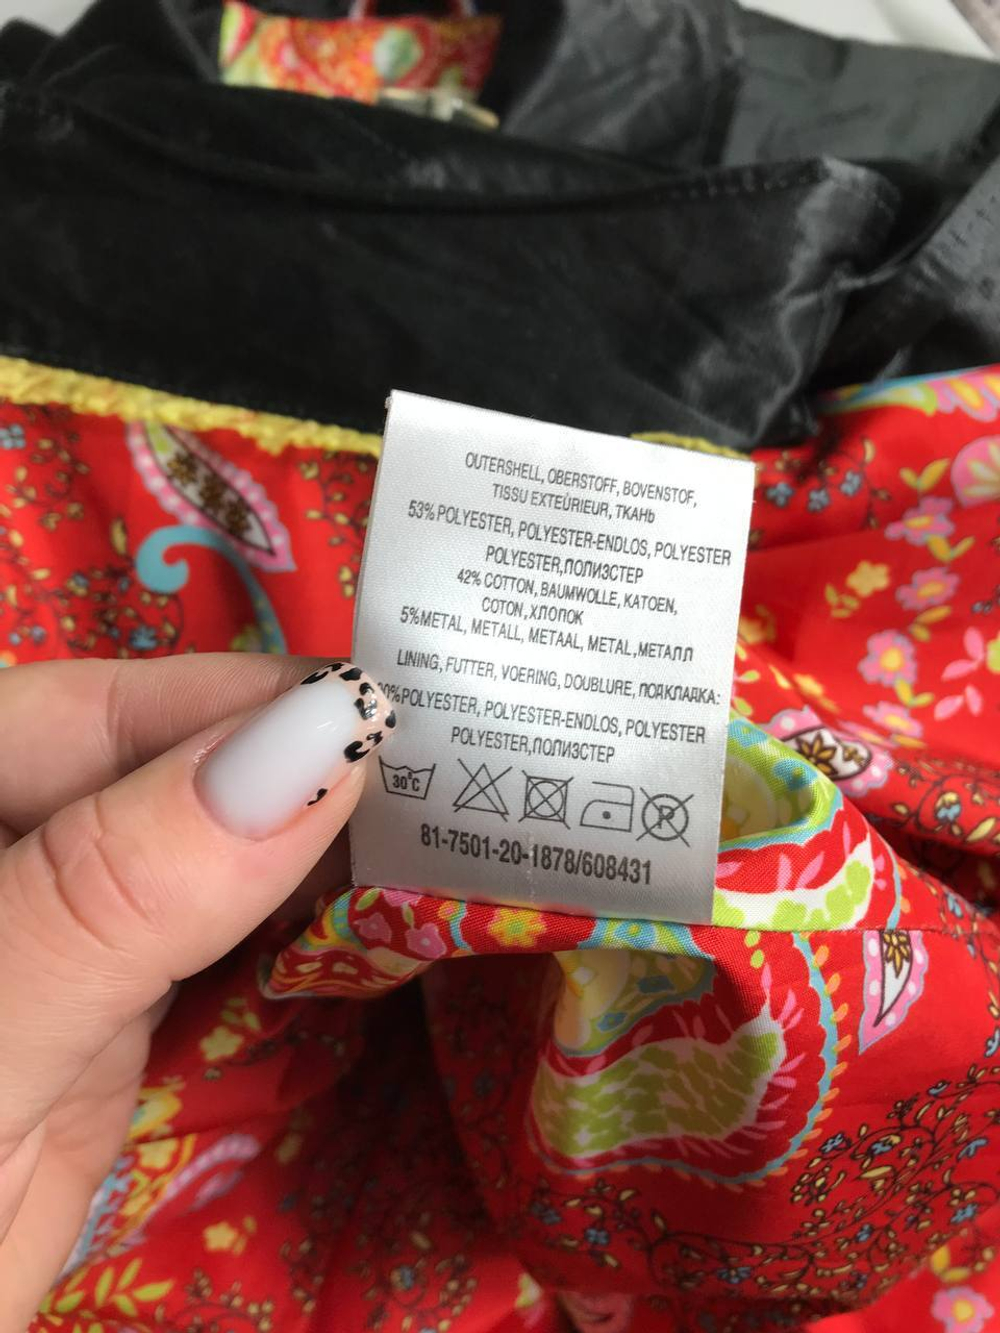 OUTERSHELL, OBERSTOFF, BOVENSTOF,
TISSU EXTEÚRIEUR, ТКАНЬ
53% POLYESTER, POLYESTER-ENDLOS, POLYESTER
POLYESTER,ПОЛИЭСТЕР
42% COTTON, BAUMWOLLE, KATOEN,
COTON, ХЛОПОК
5%METAL, METALL, METAAL, METAL,МЕТАЛЛ
LINING, FUTTER, VOERING, DOUBLURE, ПОДКЛАДКА:
0%POLYESTER, POLYESTER-ENDLOS, POLYESTER
POLYESTER,ПОЛИЭСТЕР
30°C
P
81-7501-20-1878/608431